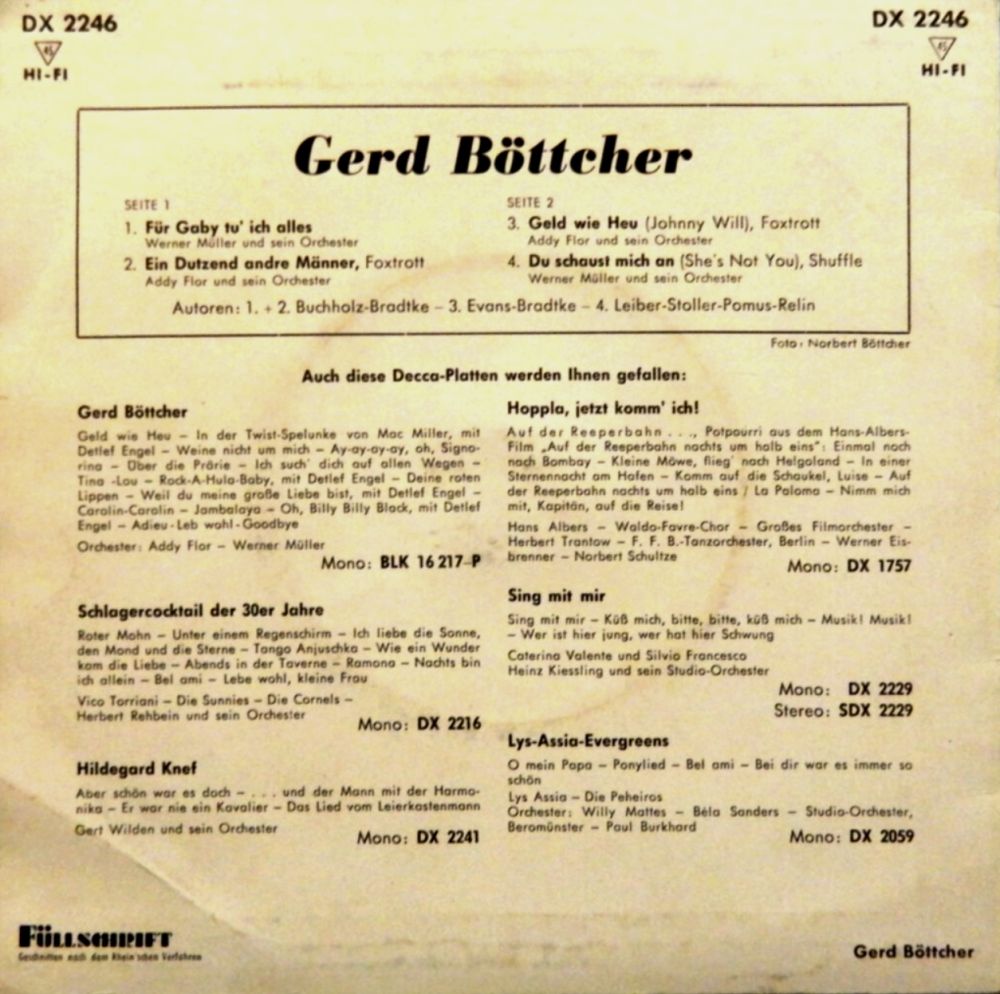 DX 2246
DX 2246
45
45
HI-FI
HI-FI
Gerd Böttcher
SEITE 1
1. Für Gaby tu' ich alles
Werner Müller und sein Orchester
2. Ein Dutzend andre Männer, Foxtrott
Addy Flor und sein Orchester
SEITE 2
3. Geld wie Heu (Johnny Will), Foxtrott
Addy Flor und sein Orchester
4. Du schaust mich an (She's Not You), Shuffle
Werner Müller und sein Orchester
Autoren: 1. + 2. Buchholz-Bradtke – 3. Evans-Bradtke – 4. Leiber-Stoller-Pomus-Relin
Foto: Norbert Böttcher
Auch diese Decca-Platten werden Ihnen gefallen:
Gerd Böttcher
Geld wie Heu – In der Twist-Spelunke von Mac Miller, mit
Detlef Engel – Weine nicht um mich – Ay-ay-ay-ay, oh, Signo-
rina – Über die Prärie – Ich such' dich auf allen Wegen –
Tina-Lou – Rock-A-Hula-Baby, mit Detlef Engel – Deine roten
Lippen – Weil du meine große Liebe bist, mit Detlef Engel –
Carolin-Carolin – Jambalaya – Oh, Billy Billy Black, mit Detlef
Engel – Adieu-Leb wohl-Goodbye
Orchester: Addy Flor – Werner Müller
Mono: BLK 16 217-P
Schlagercocktail der 30er Jahre
Roter Mohn – Unter einem Regenschirm – Ich liebe die Sonne,
den Mond und die Sterne – Tango Anjuschka – Wie ein Wunder
kam die Liebe – Abends in der Taverne – Ramona – Nachts bin
ich allein – Bel ami – Lebe wohl, kleine Frau
Vico Torriani – Die Sunnies – Die Cornels –
Herbert Rehbein und sein Orchester
Mono: DX 2216
Hildegard Knef
Aber schön war es doch – . . . und der Mann mit der Harmo-
nika – Er war nie ein Kavalier – Das Lied vom Leierkastenmann
Gert Wilden und sein Orchester
Mono: DX 2241
Hoppla, jetzt komm' ich!
Auf der Reeperbahn . . ., Potpourri aus dem Hans-Albers-
Film „Auf der Reeperbahn nachts um halb eins": Einmal noch
nach Bombay – Kleine Möwe, flieg' nach Helgoland – In einer
Sternennacht am Hafen – Komm auf die Schaukel, Luise – Auf
der Reeperbahn nachts um halb eins / La Paloma – Nimm mich
mit, Kapitän, auf die Reise!
Hans Albers – Waldo-Favre-Chor – Großes Filmorchester –
Herbert Trantow – F. F. B.-Tanzorchester, Berlin – Werner Eis-
brenner – Norbert Schultze
Mono: DX 1757
Sing mit mir
Sing mit mir – Küß mich, bitte, bitte, küß mich – Musik! Musik!
– Wer ist hier jung, wer hat hier Schwung
Caterina Valente und Silvio Francesco
Heinz Kiessling und sein Studio-Orchester
Mono: DX 2229
Stereo: SDX 2229
Lys-Assia-Evergreens
O mein Papa – Ponylied – Bel ami – Bei dir war es immer so
schön
Lys Assia – Die Peheiros
Orchester: Willy Mattes – Béla Sanders – Studio-Orchester,
Beromünster – Paul Burkhard
Mono: DX 2059
FÜLLSCHRIFT
Geschnitten nach dem Rhein'schen Verfahren
Gerd Böttcher